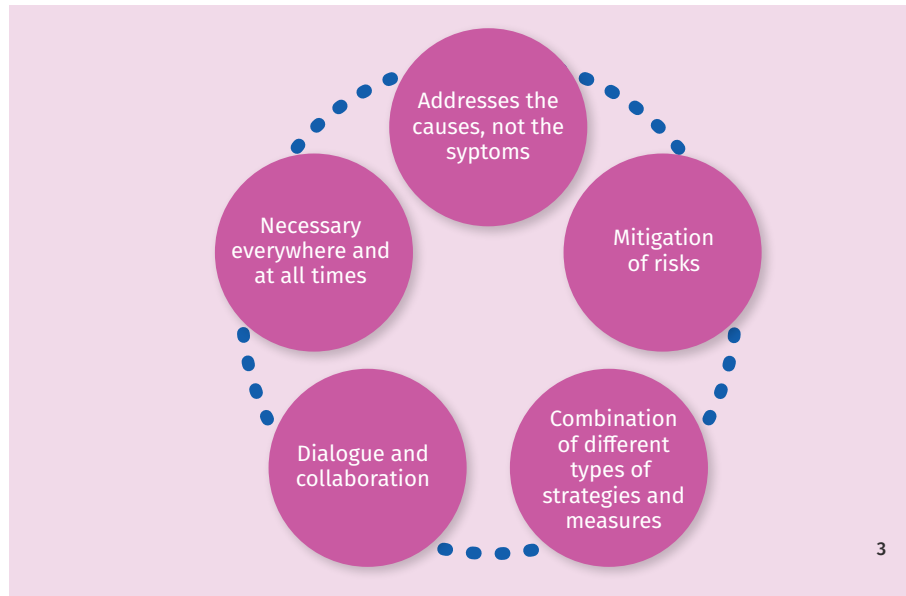 Addresses the
causes, not the
syptoms
Mitigation
of risks
Combination
of different
types of
strategies and
measures
Dialogue and
collaboration
Necessary
everywhere and
at all times
3